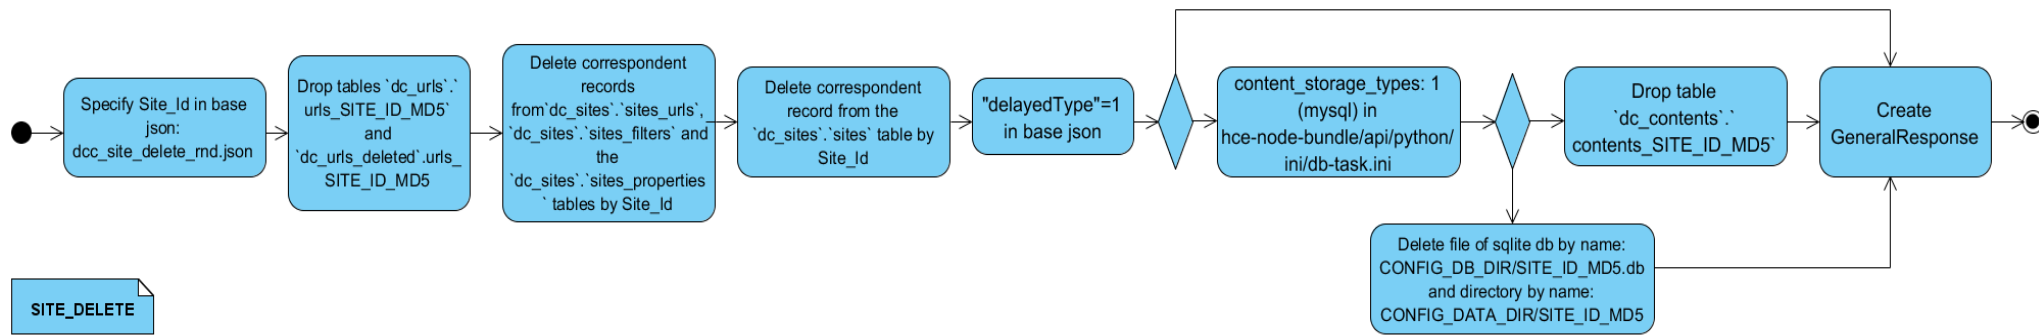 Specify Site_Id in base
json:
dcc_site_delete_rnd.json
Drop tables `dc_urls`.`
urls_SITE_ID_MD5`
and
`dc_urls_deleted`.urls_
SITE_ID_MD5
Delete correspondent
records
from`dc_sites`.`sites_urls`,
`dc_sites`.`sites_filters` and
the
`dc_sites`.`sites_properties
` tables by Site_Id
Delete correspondent
record from the
`dc_sites`.`sites` table by
Site_Id
"delayedType"=1
in base json
content_storage_types: 1
(mysql) in
hce-node-bundle/api/python/
ini/db-task.ini
Drop table
`dc_contents`.`
contents_SITE_ID_MD5`
Create
GeneralResponse
Delete file of sqlite db by name:
CONFIG_DB_DIR/SITE_ID_MD5.db
and directory by name:
CONFIG_DATA_DIR/SITE_ID_MD5
SITE_DELETE